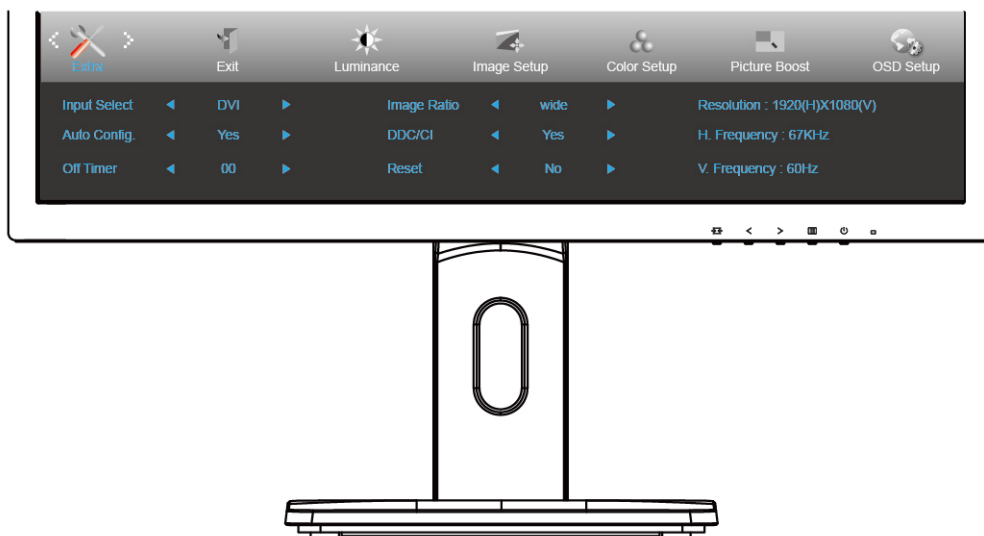 Extra Exit Luminance Image Setup Color Setup Picture Boost OSD Setup
Input Select DVI Image Ratio wide Resolution : 1920(H)X1080(V)
Auto Config. Yes DDC/CI Yes H. Frequency : 67KHz
Off Timer 00 Reset No V. Frequency : 60Hz